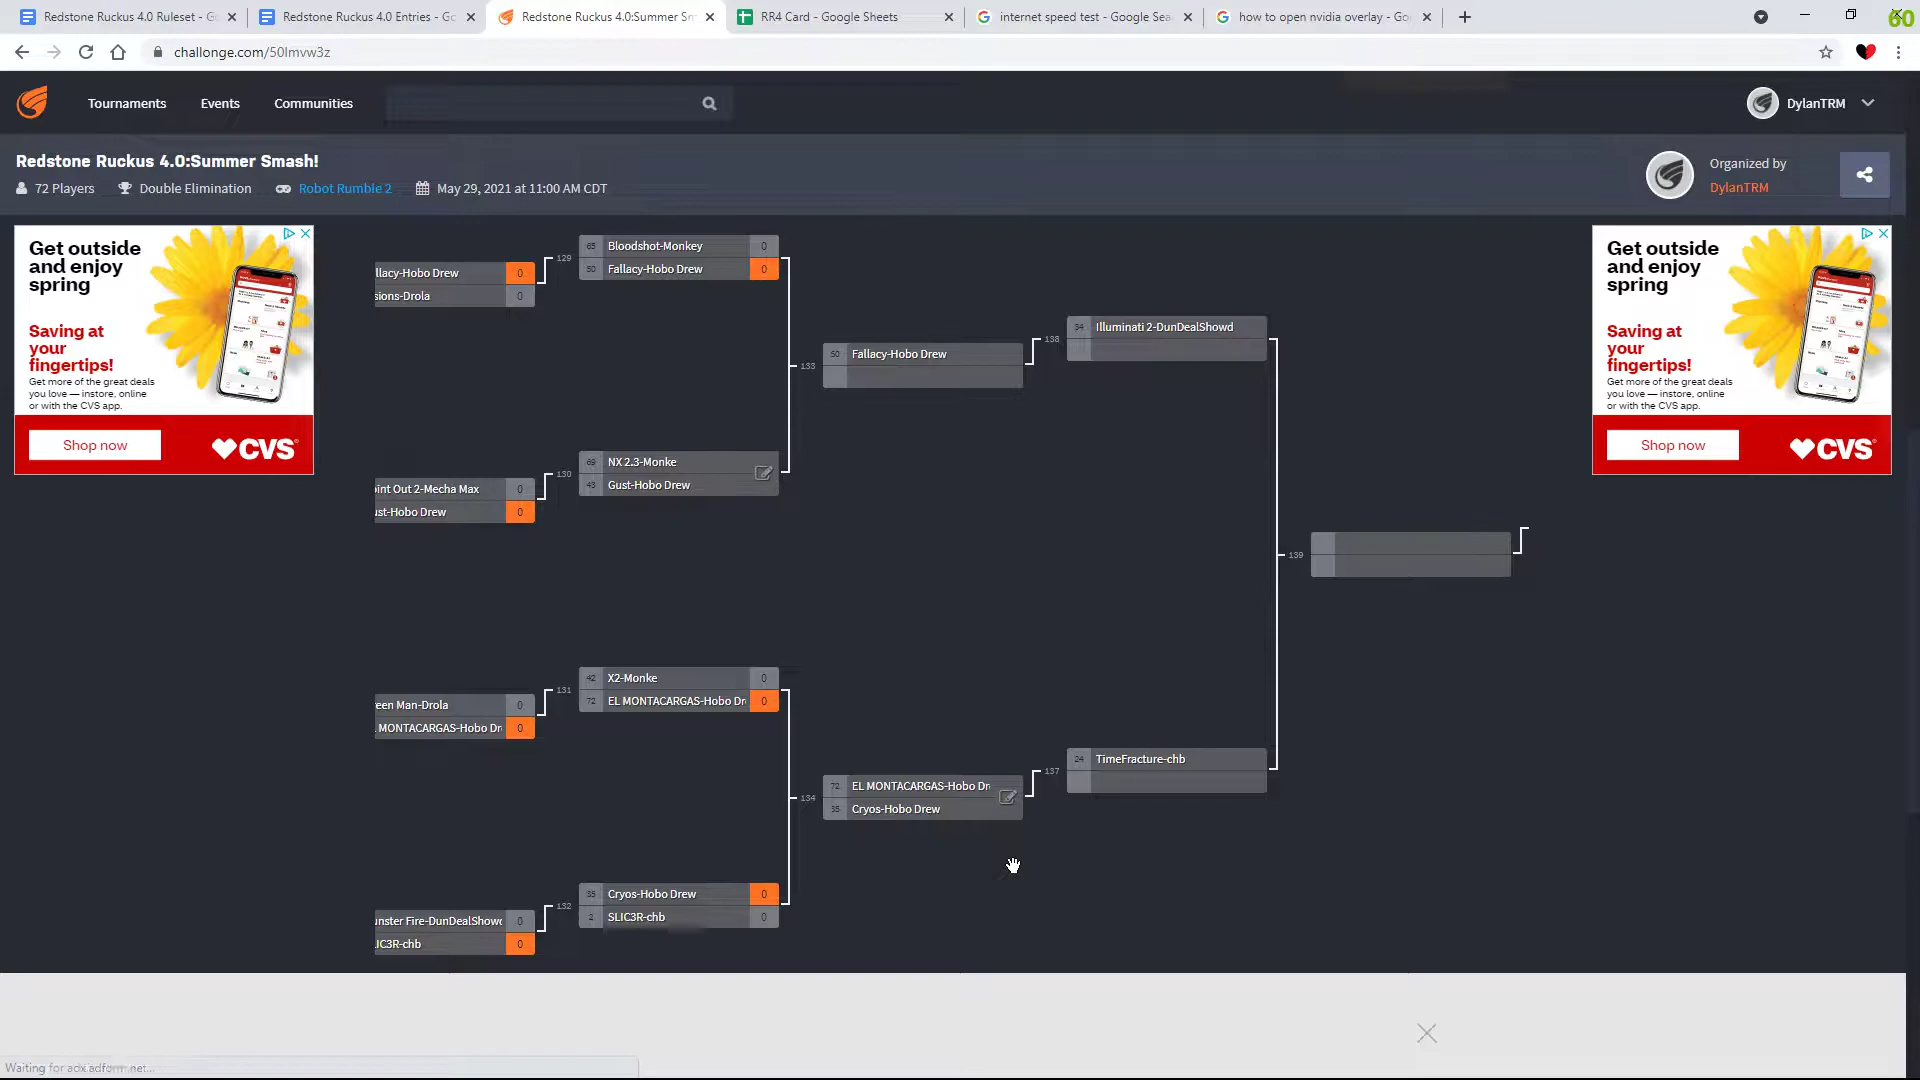 Redstone Ruckus 4.0 Ruleset - Go
Redstone Ruckus 4.0 Entries - Go
Redstone Ruckus 4.0:Summer Sm
RR4 Card - Google Sheets
internet speed test - Google Sea
how to open nvidia overlay - Go
60
challonge.com/50lmvw3z
Tournaments
Events
Communities
DylanTRM
Redstone Ruckus 4.0:Summer Smash!
72 Players
Double Elimination
Robot Rumble 2
May 29, 2021 at 11:00 AM CDT
Organized by
DylanTRM
Get outside
and enjoy
spring
Saving at
your
fingertips!
Get more of the great deals
you love — instore, online
or with the CVS app.
Shop now
CVS
llacy-Hobo Drew 0
sions-Drola 0
129
65 Bloodshot-Monkey 0
50 Fallacy-Hobo Drew 0
oint Out 2-Mecha Max 0
ust-Hobo Drew 0
130
69 NX 2.3-Monke
43 Gust-Hobo Drew
133
50 Fallacy-Hobo Drew
138
34 Illuminati 2-DunDealShowd
reen Man-Drola 0
. MONTACARGAS-Hobo Dr 0
131
42 X2-Monke 0
72 EL MONTACARGAS-Hobo Dr 0
134
72 EL MONTACARGAS-Hobo Dr
35 Cryos-Hobo Drew
137
24 TimeFracture-chb
139
unster Fire-DunDealShow 0
.IC3R-chb 0
132
35 Cryos-Hobo Drew 0
2 SLIC3R-chb 0
Get outside
and enjoy
spring
Saving at
your
fingertips!
Get more of the great deals
you love — instore, online
or with the CVS app.
Shop now
CVS
Waiting for adx.adform.net...